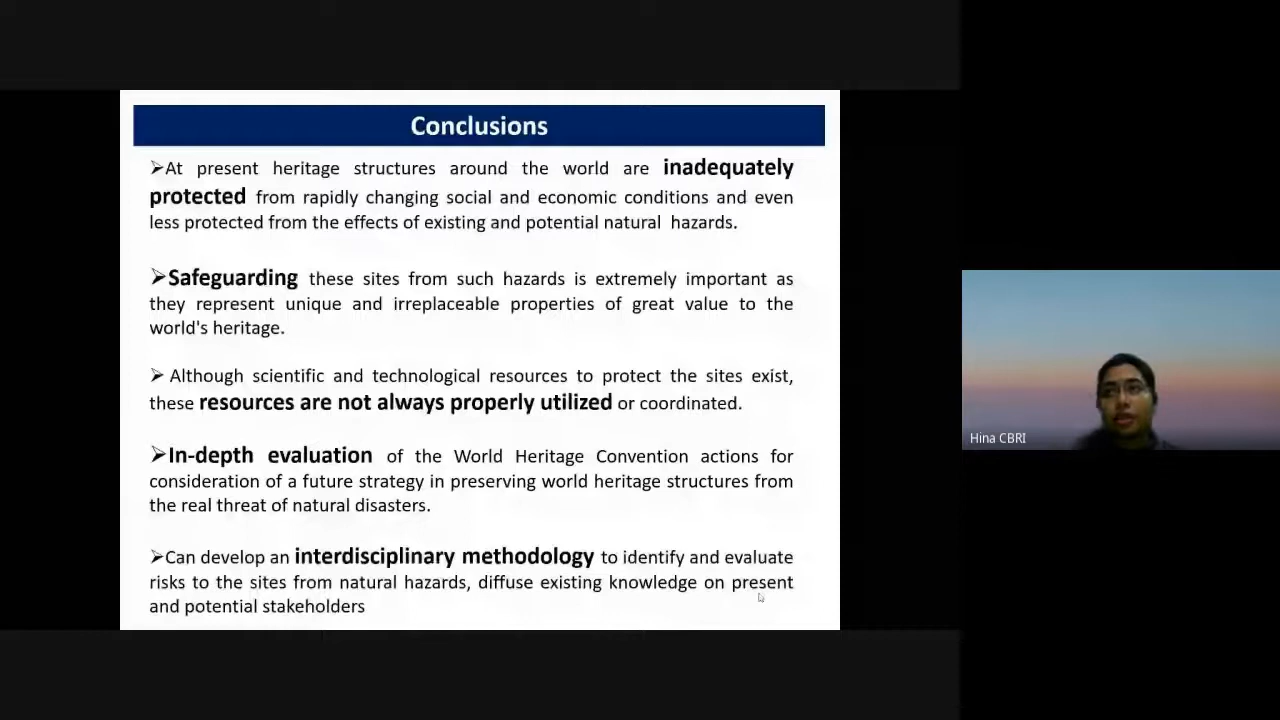 Conclusions
➢At present heritage structures around the world are inadequately
protected from rapidly changing social and economic conditions and even
less protected from the effects of existing and potential natural hazards.
➢Safeguarding these sites from such hazards is extremely important as
they represent unique and irreplaceable properties of great value to the
world's heritage.
➢ Although scientific and technological resources to protect the sites exist,
these resources are not always properly utilized or coordinated.
➢In-depth evaluation of the World Heritage Convention actions for
consideration of a future strategy in preserving world heritage structures from
the real threat of natural disasters.
➢Can develop an interdisciplinary methodology to identify and evaluate
risks to the sites from natural hazards, diffuse existing knowledge on present
and potential stakeholders
Hina CBRI